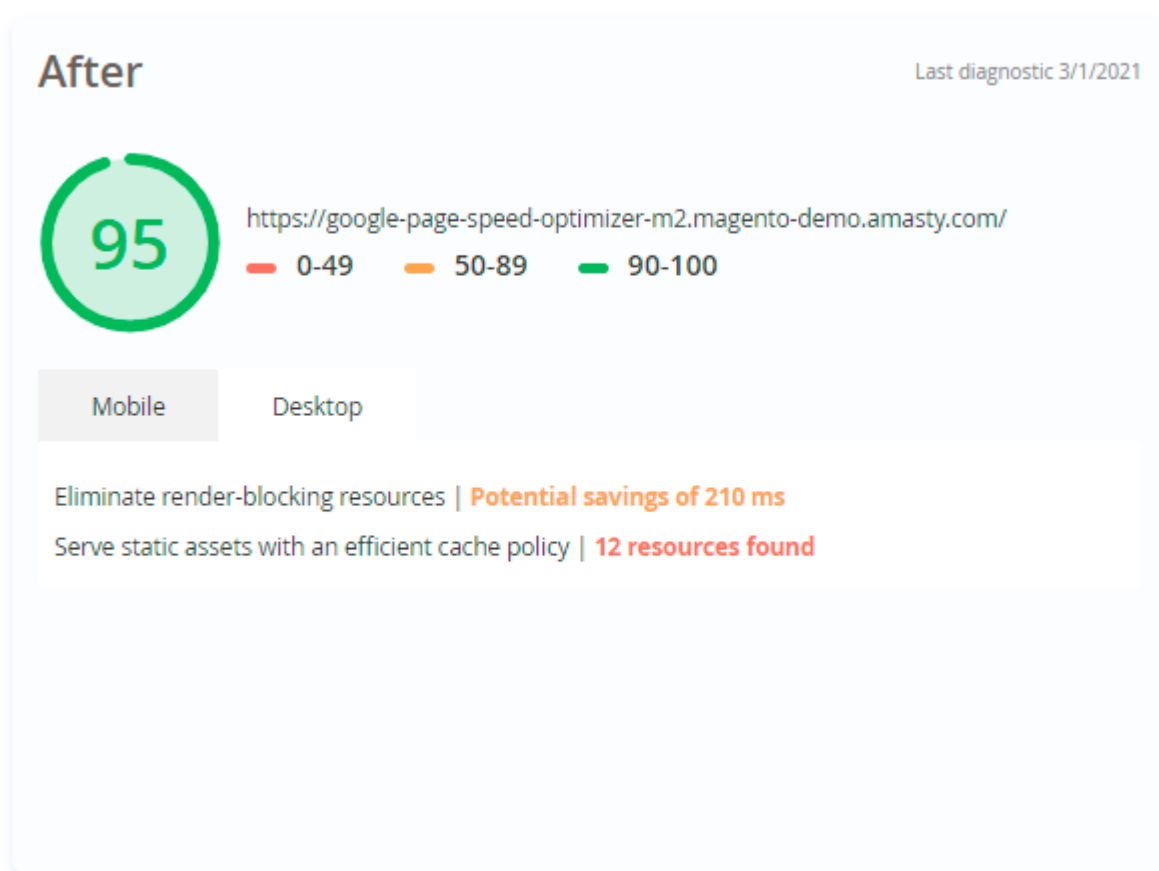 After
Last diagnostic 3/1/2021
95
https://google-page-speed-optimizer-m2.magento-demo.amasty.com/
0-49 50-89 90-100
Mobile Desktop
Eliminate render-blocking resources | Potential savings of 210 ms
Serve static assets with an efficient cache policy | 12 resources found